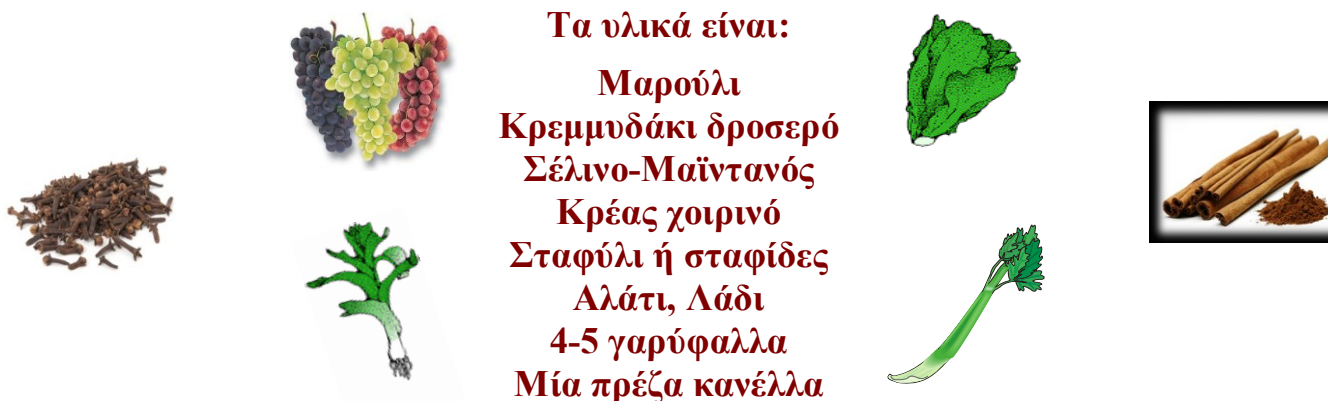 Τα υλικά είναι:
Μαρούλι
Κρεμμυδάκι δροσερό
Σέλινο-Μαϊντανός
Κρέας χοιρινό
Σταφύλι ή σταφίδες
Αλάτι, Λάδι
4-5 γαρύφαλλα
Μία πρέζα κανέλλα